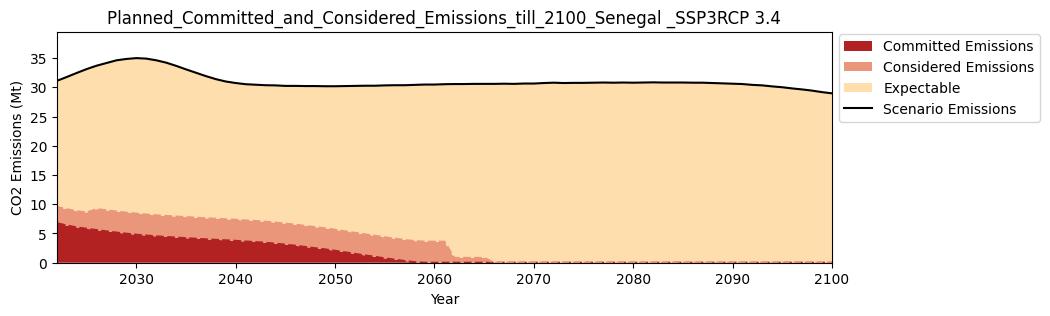 Planned_Committed_and_Considered_Emissions_till_2100_Senegal _SSP3RCP 3.4
CO2 Emissions (Mt)
35
30
25
20
15
10
5
0
2030 2040 2050 2060 2070 2080 2090 2100
Year
Committed Emissions
Considered Emissions
Expectable
Scenario Emissions